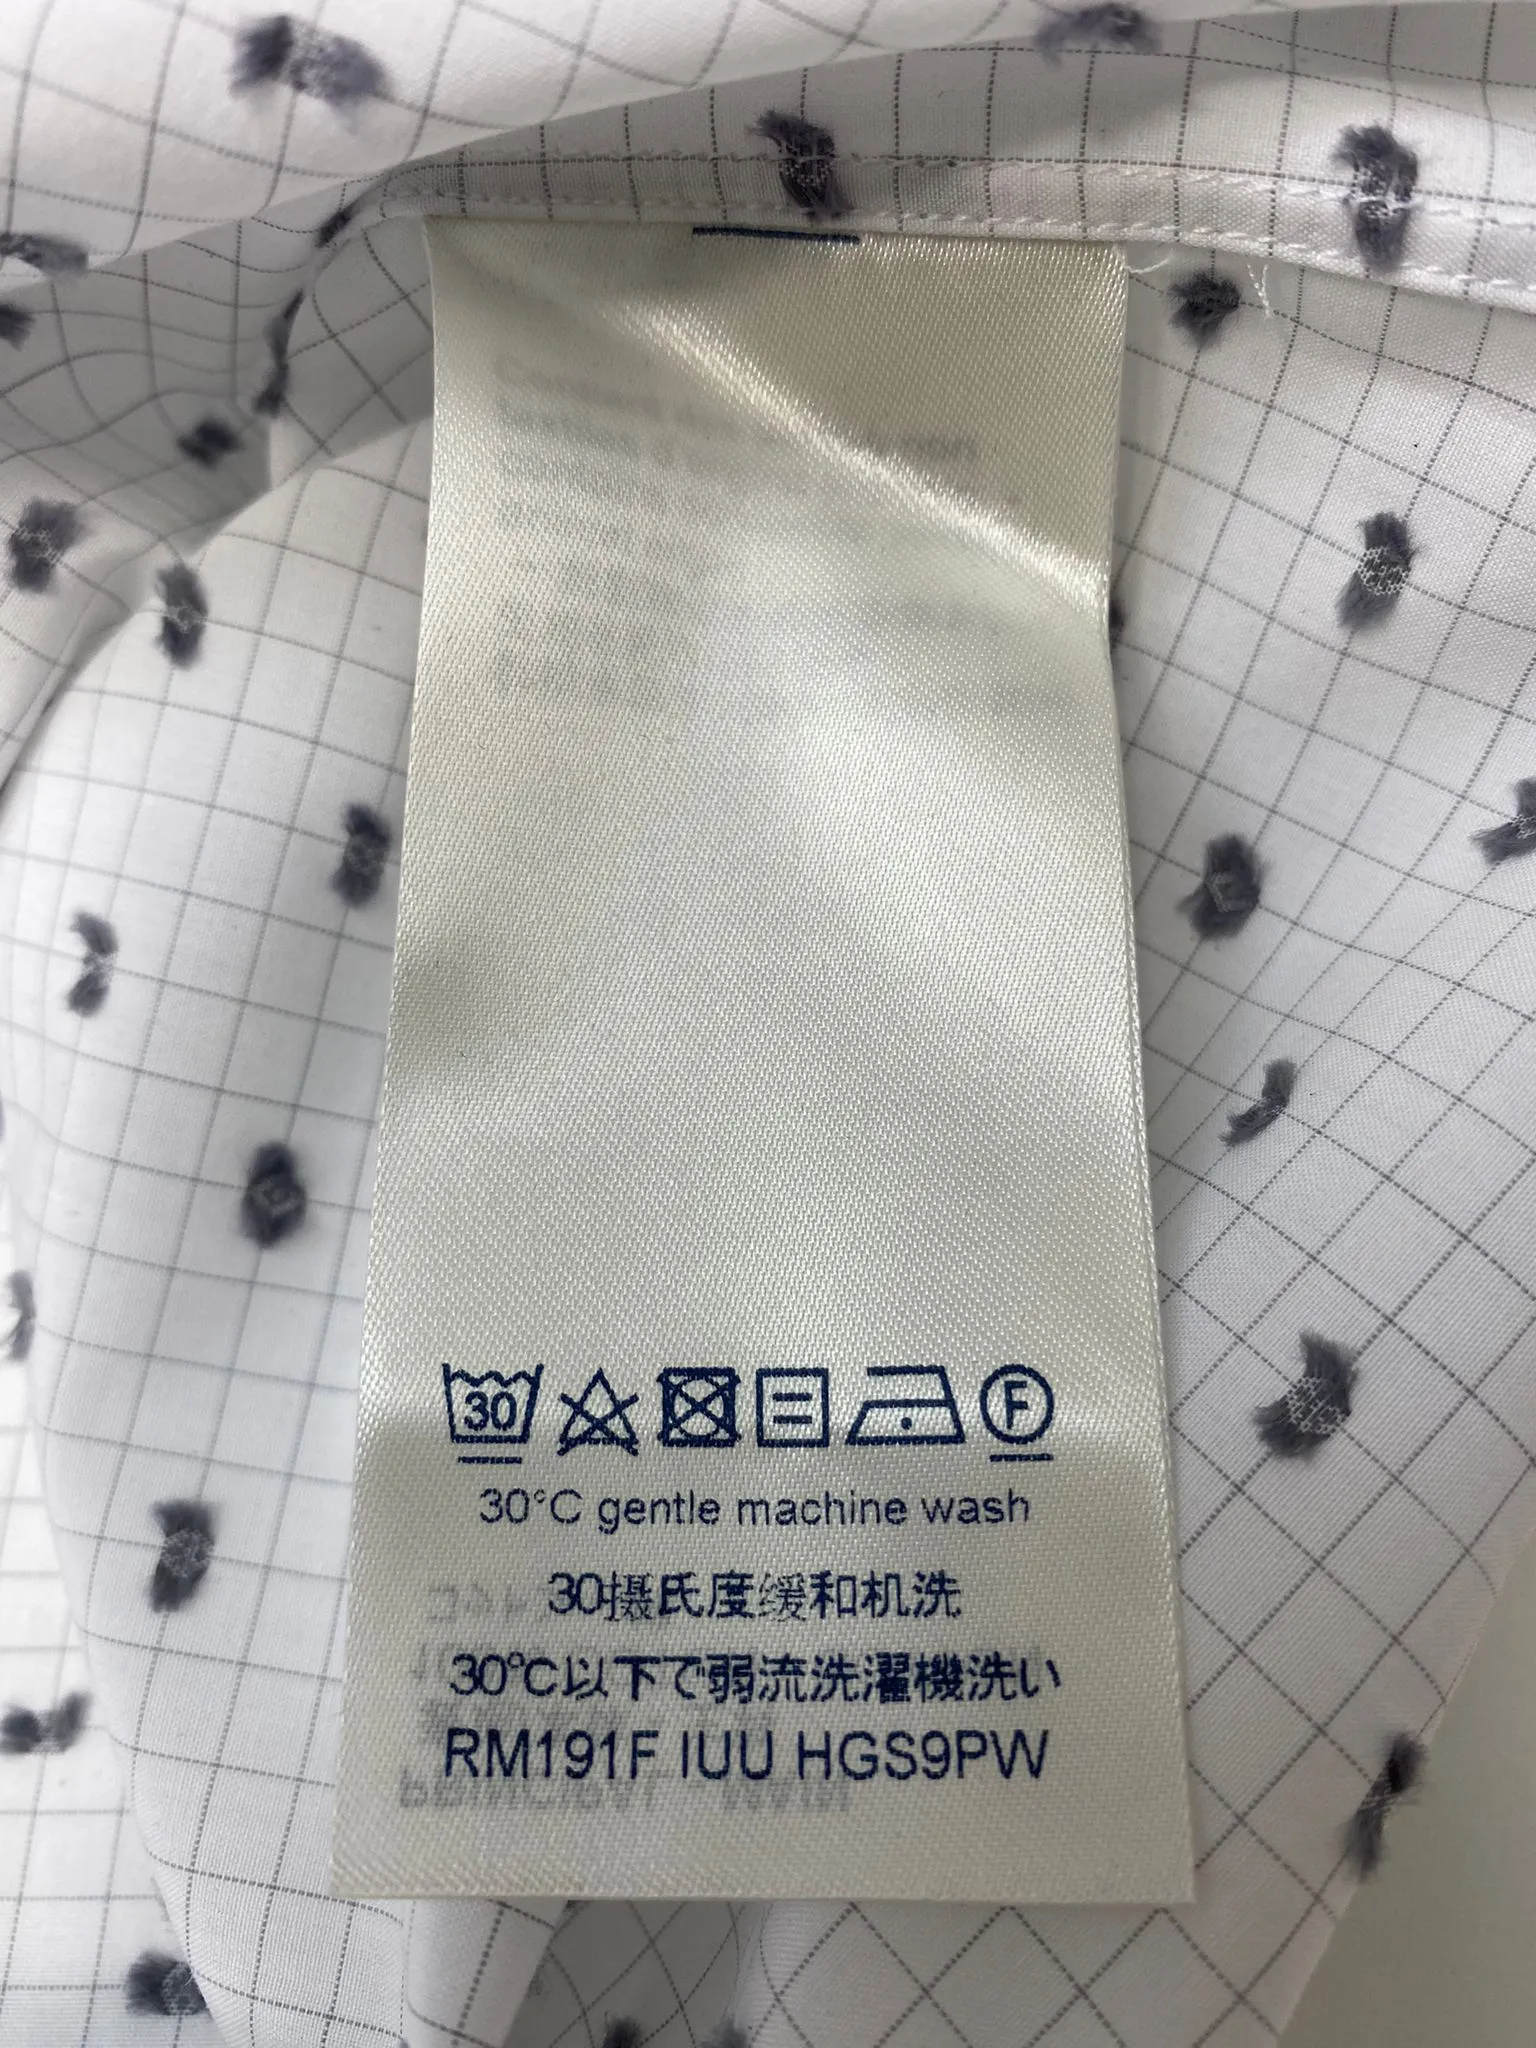 30
F
30°C gentle machine wash
30摄氏度缓和机洗
30℃以下で弱流洗濯機洗い
RM191F IUU HGS9PW